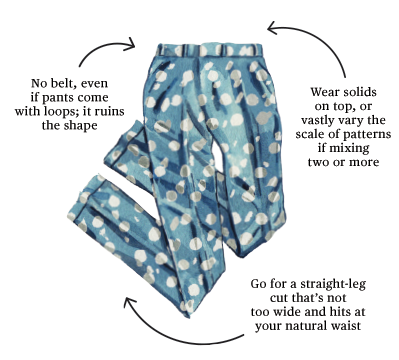 No belt, even
if pants come
with loops; it ruins
the shape
Wear solids
on top, or
vastly vary the
scale of patterns
if mixing
two or more
Go for a straight-leg
cut that’s not
too wide and hits at
your natural waist